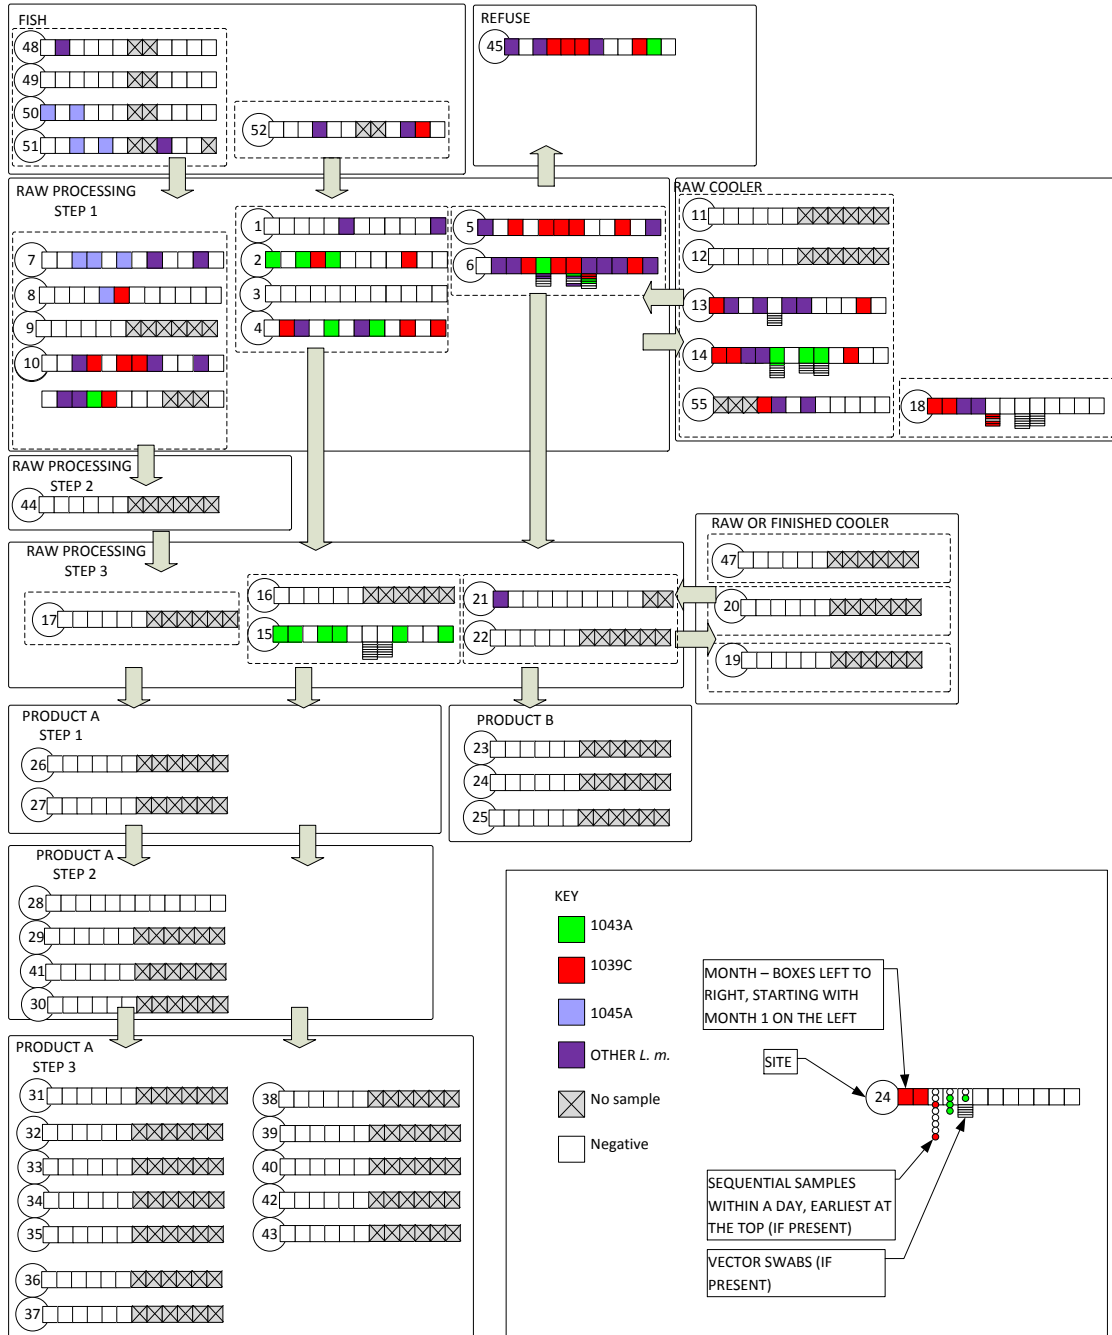 FISH
48
49
50
51
52
REFUSE
45
RAW PROCESSING
STEP 1
7
8
9
10
1
2
3
4
5
6
RAW COOLER
11
12
13
14
55
18
RAW PROCESSING
STEP 2
44
RAW PROCESSING
STEP 3
17
16
15
21
22
RAW OR FINISHED COOLER
47
20
19
PRODUCT A
STEP 1
26
27
PRODUCT B
23
24
25
PRODUCT A
STEP 2
28
29
41
30
PRODUCT A
STEP 3
31
32
33
34
35
36
37
38
39
40
42
43
KEY
1043A
1039C
1045A
OTHER L. m.
No sample
Negative
MONTH – BOXES LEFT TO
RIGHT, STARTING WITH
MONTH 1 ON THE LEFT
SITE
24
SEQUENTIAL SAMPLES
WITHIN A DAY, EARLIEST AT
THE TOP (IF PRESENT)
VECTOR SWABS (IF
PRESENT)